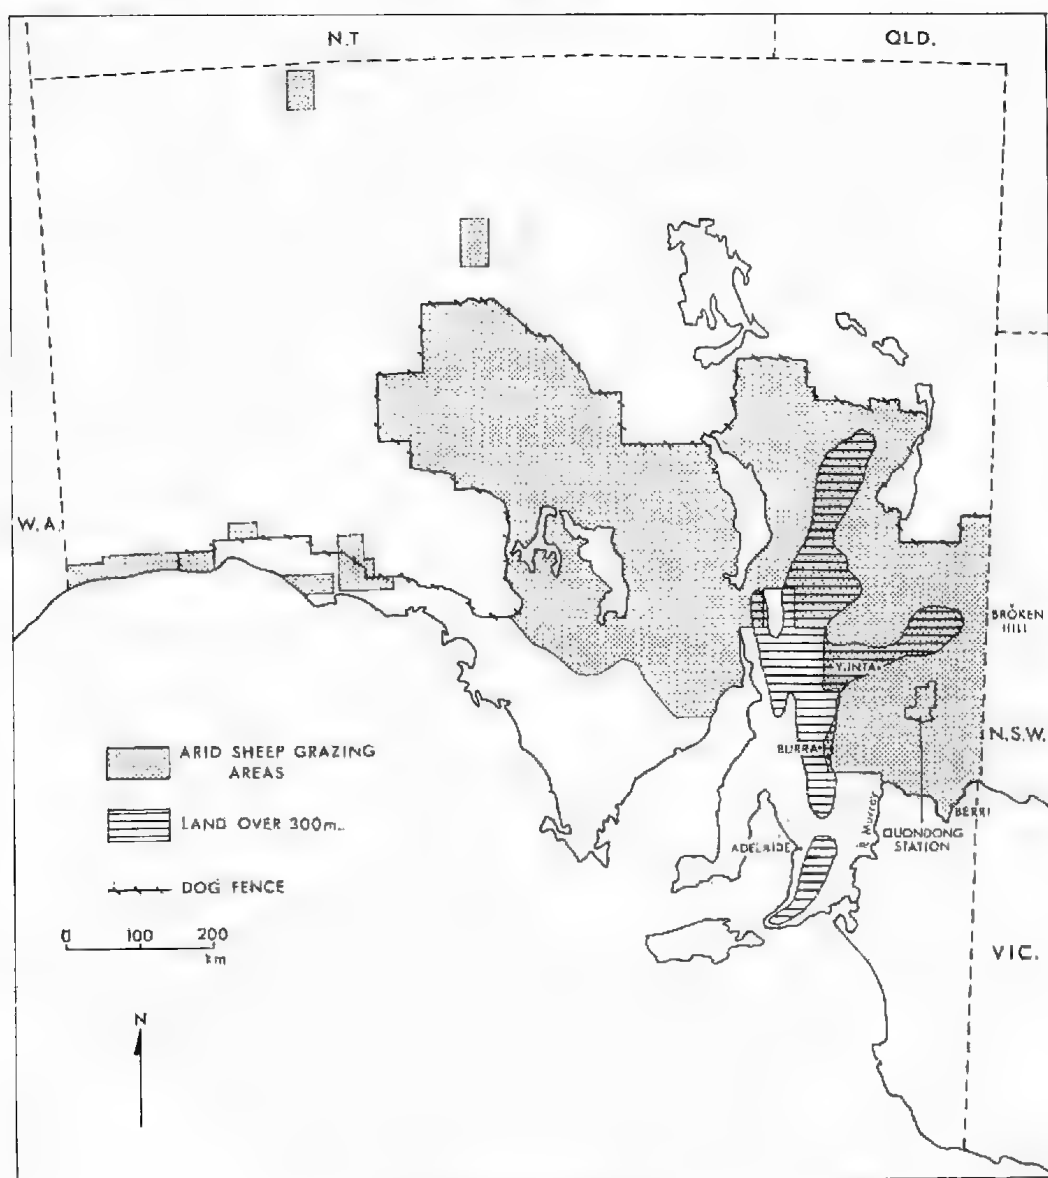 N.T
QLD.
W.A.
BROKEN
HILL
YUNTA
N.S.W.
BURRA
ARID SHEEP GRAZING
AREAS
BERRI
R Murray
QUONDONG
STATION
LAND OVER 300m.
ADELAIDE
DOG FENCE
0 100 200
km
VIC.
N